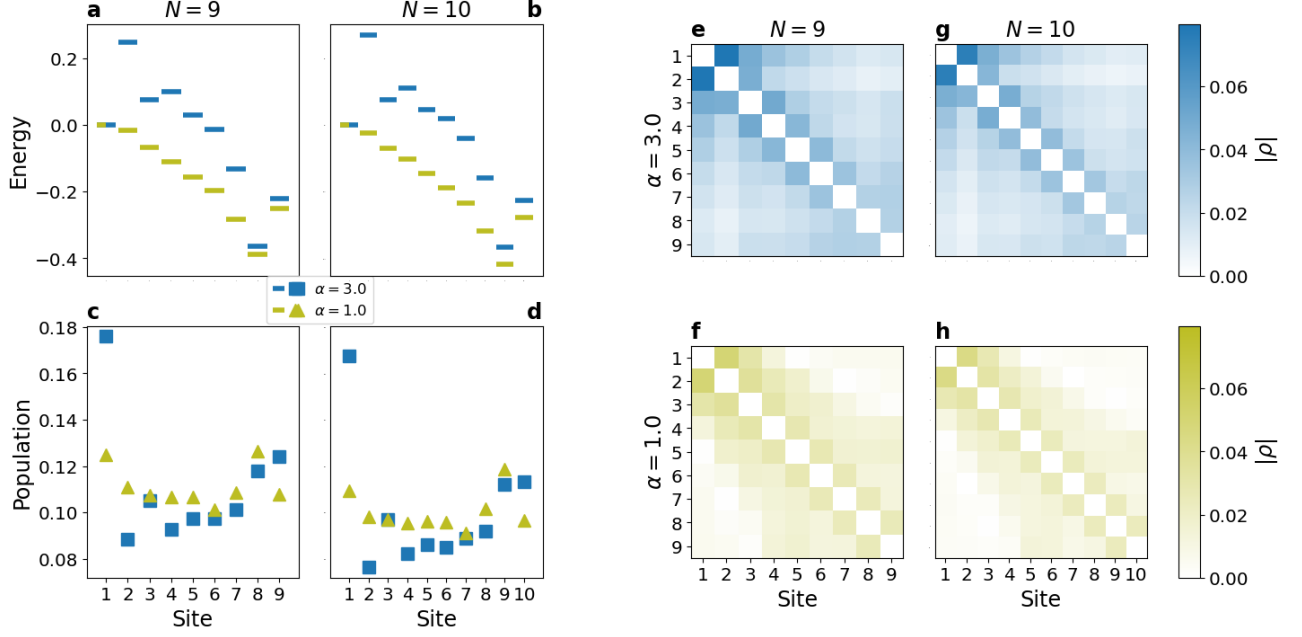 a N = 9
N = 10 b
Energy
0.2
0.0
−0.2
−0.4
α = 3.0
α = 1.0
c
d
Population
0.18
0.16
0.14
0.12
0.10
0.08
1 2 3 4 5 6 7 8 9
Site
1 2 3 4 5 6 7 8 9 10
Site
e N = 9
g N = 10
α = 3.0
1
2
3
4
5
6
7
8
9
0.06
0.04
0.02
0.00
|ρ|
f
h
α = 1.0
1
2
3
4
5
6
7
8
9
1 2 3 4 5 6 7 8 9
Site
1 2 3 4 5 6 7 8 9 10
Site
0.06
0.04
0.02
0.00
|ρ|